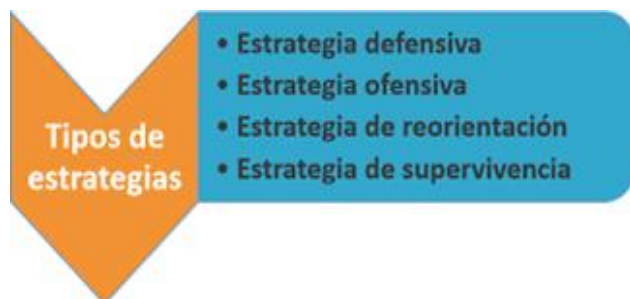 Tipos de
estrategias
• Estrategia defensiva
• Estrategia ofensiva
• Estrategia de reorientación
• Estrategia de supervivencia